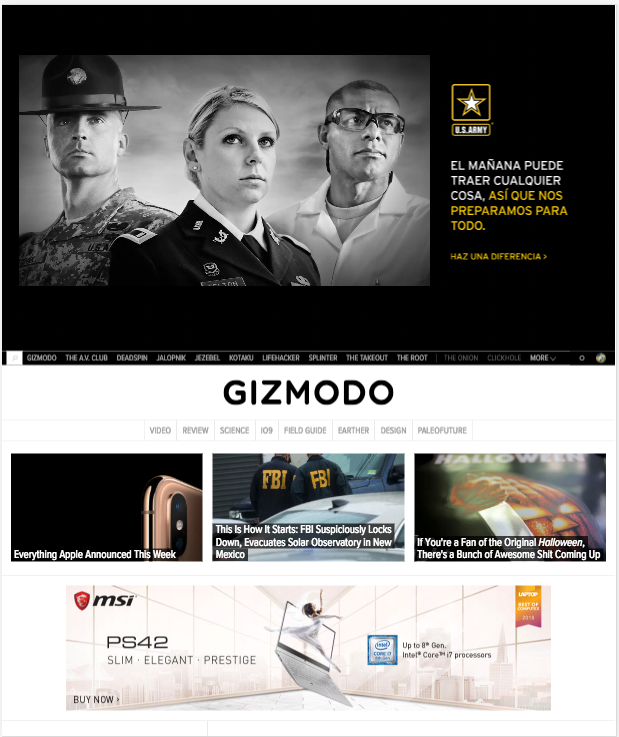 U.S.ARMY
EL MAÑANA PUEDE
TRAER CUALQUIER
COSA, ASÍ QUE NOS
PREPARAMOS PARA
TODO.
HAZ UNA DIFERENCIA >
GIZMODO THE A.V. CLUB DEADSPIN JALOPNIK JEZEBEL KOTAKU LIFEHACKER SPLINTER THE TAKEOUT THE ROOT THE ONION CLICKHOLE MORE
GIZMODO
VIDEO REVIEW SCIENCE IO9 FIELD GUIDE EARTHER DESIGN PALEOFUTURE
FBI FBI
HALLOWEEN
Everything Apple Announced This Week
This Is How It Starts: FBI Suspiciously Locks
Down, Evacuates Solar Observatory in New
Mexico
If You're a Fan of the Original Halloween,
There's a Bunch of Awesome Shit Coming Up
msi
LAPTOP
BEST OF
PS42
SLIM · ELEGANT · PRESTIGE
intel
CORE i7
Up to 8th Gen.
Intel® Core™ i7 processors
BUY NOW >